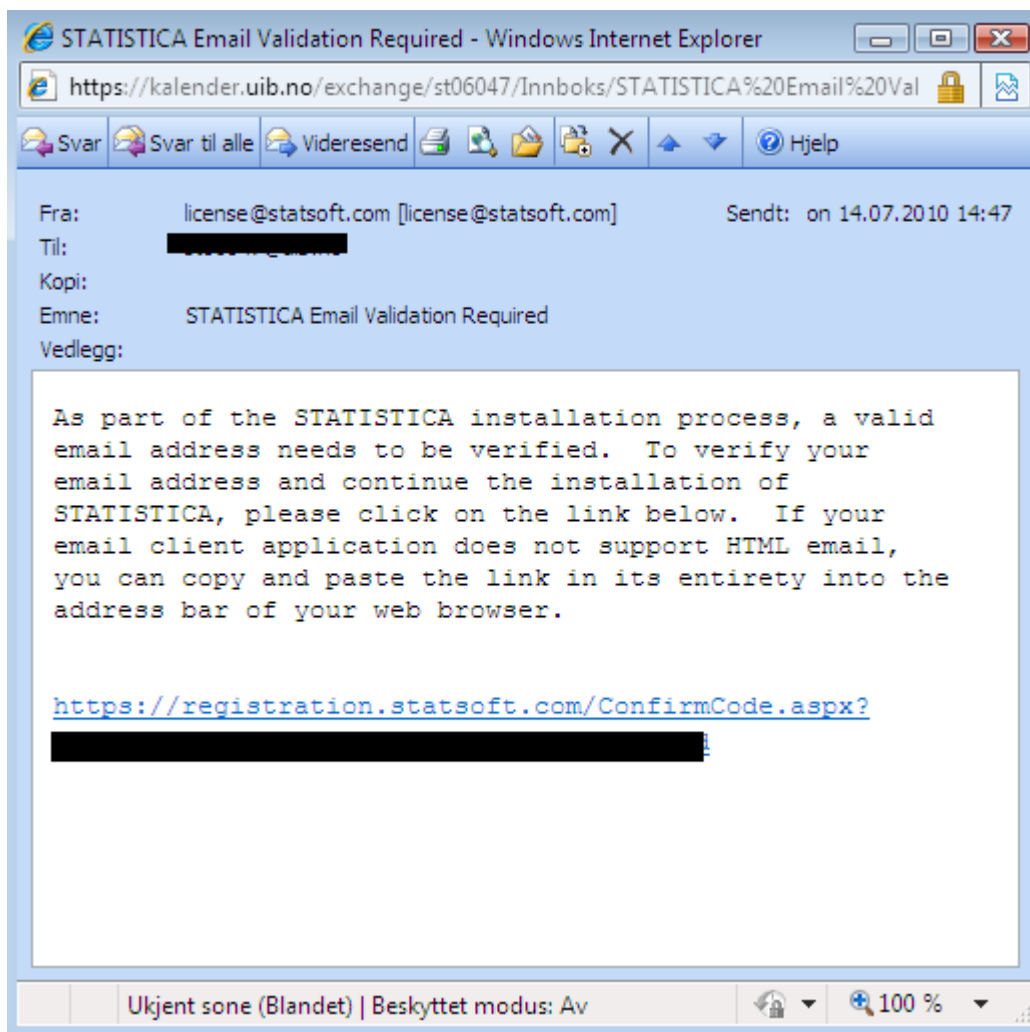 STATISTICA Email Validation Required - Windows Internet Explorer
https://kalender.uib.no/exchange/st06047/Innboks/STATISTICA%20Email%20Val
Svar Svar til alle Videresend Hjelp
Fra: license@statsoft.com [license@statsoft.com] Sendt: on 14.07.2010 14:47
Til:
Kopi:
Emne: STATISTICA Email Validation Required
Vedlegg:
As part of the STATISTICA installation process, a valid
email address needs to be verified. To verify your
email address and continue the installation of
STATISTICA, please click on the link below. If your
email client application does not support HTML email,
you can copy and paste the link in its entirety into the
address bar of your web browser.
https://registration.statsoft.com/ConfirmCode.aspx?
Ukjent sone (Blandet) | Beskyttet modus: Av 100 %